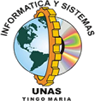 INFORMATICA Y SISTEMAS
UNAS
TINGO MARIA